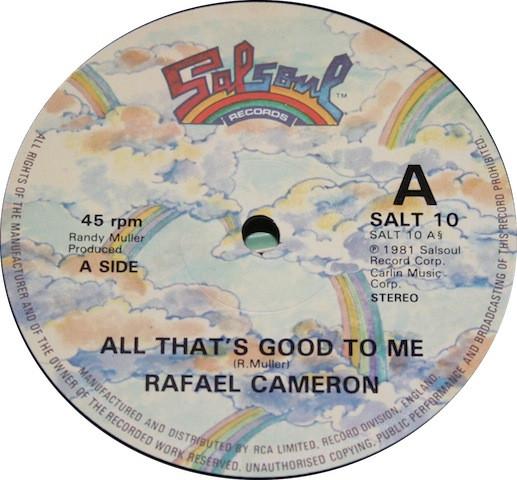 Salsoul
TM
RECORDS
A
45 rpm
Randy Muller
Produced
A SIDE
SALT 10
SALT 10 A§
℗ 1981 Salsoul
Record Corp.
Carlin Music
Corp.
STEREO
ALL THAT'S GOOD TO ME
(R.Muller)
RAFAEL CAMERON
ALL RIGHTS OF THE MANUFACTURER AND OF THE OWNER OF THE RECORDED WORK RESERVED. UNAUTHORISED COPYING, PUBLIC PERFORMANCE AND BROADCASTING OF THIS RECORD PROHIBITED.
MANUFACTURED AND DISTRIBUTED BY RCA LIMITED, RECORD DIVISION, ENGLAND.